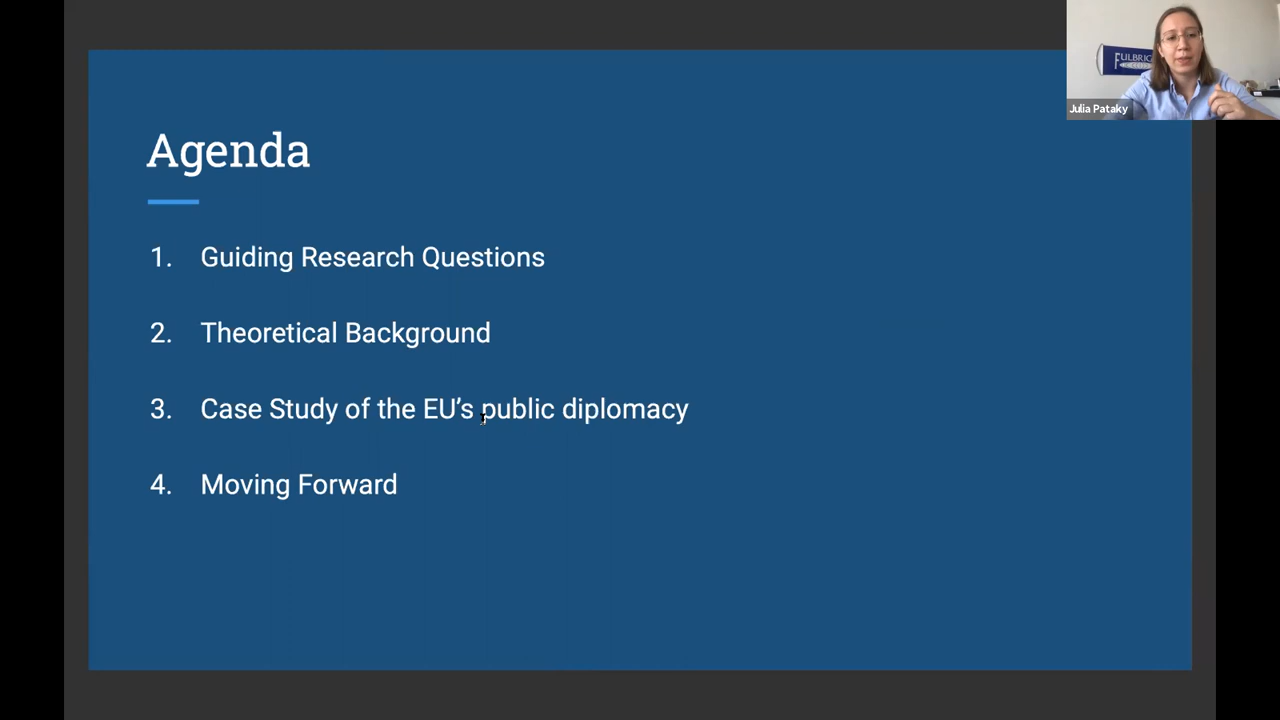 Agenda
1. Guiding Research Questions
2. Theoretical Background
3. Case Study of the EU’s public diplomacy
4. Moving Forward
Julia Pataky